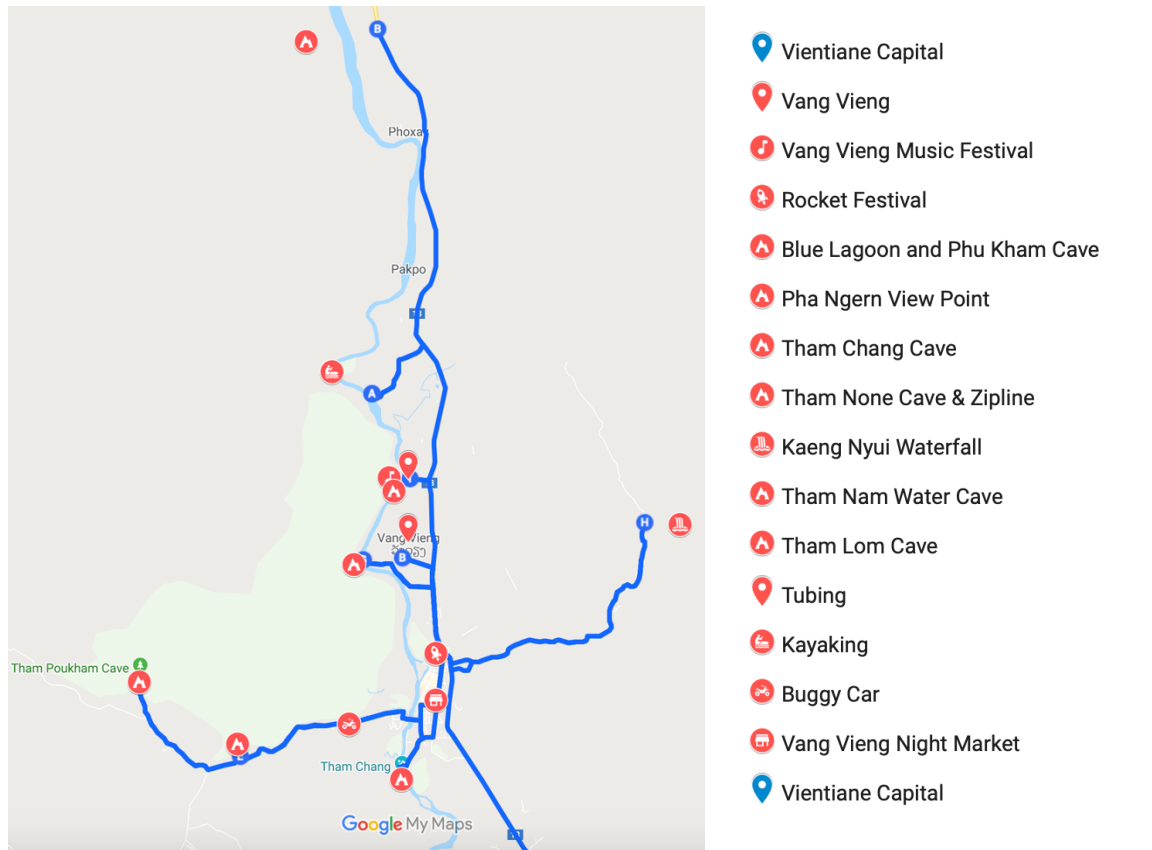 B
Phoxay
Pakpo
A
Vang Vieng
ວັງວຽງ
B
H
Tham Poukham Cave
Tham Chang
Google My Maps
Vientiane Capital
Vang Vieng
Vang Vieng Music Festival
Rocket Festival
Blue Lagoon and Phu Kham Cave
Pha Ngern View Point
Tham Chang Cave
Tham None Cave & Zipline
Kaeng Nyui Waterfall
Tham Nam Water Cave
Tham Lom Cave
Tubing
Kayaking
Buggy Car
Vang Vieng Night Market
Vientiane Capital